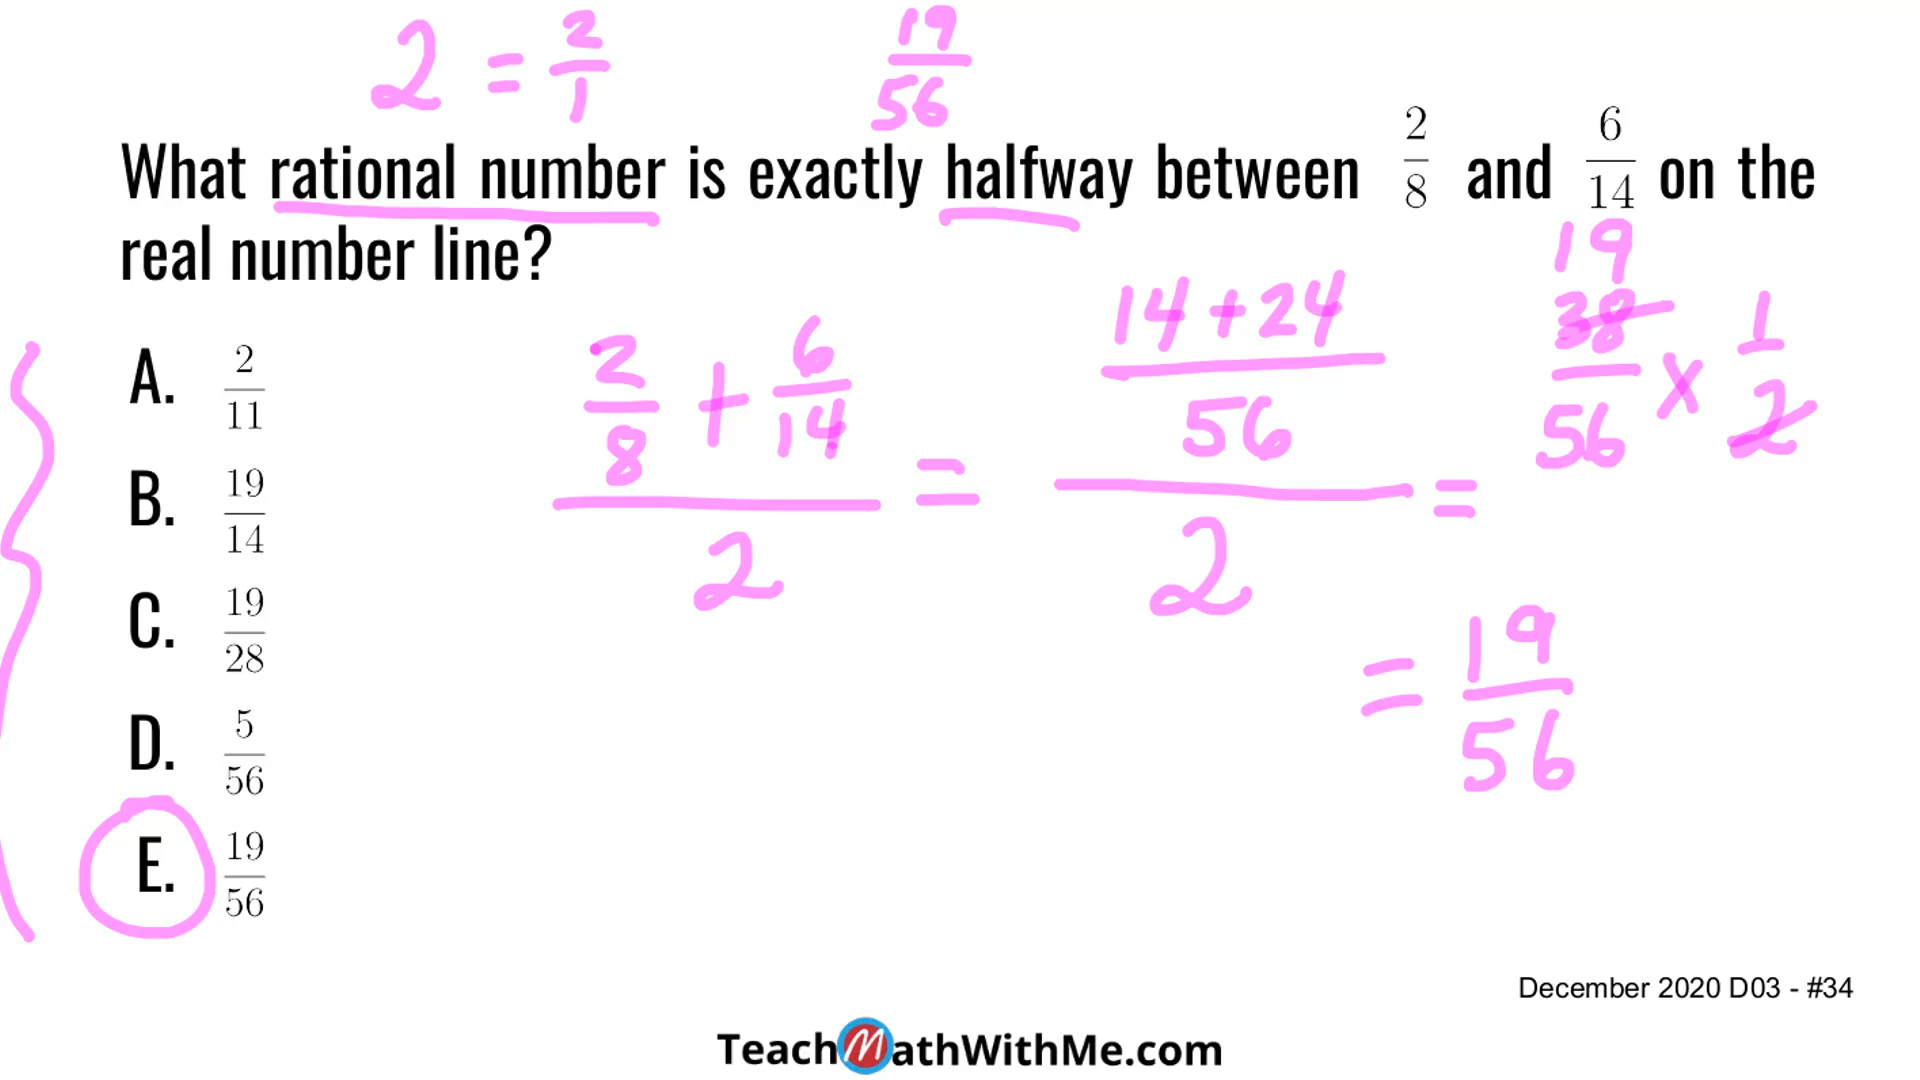 2 = 2/1
19/56
What rational number is exactly halfway between 2/8 and 6/14 on the
real number line?
A. 2/11
B. 19/14
C. 19/28
D. 5/56
E. 19/56
(2/8 + 6/14)/2 = ((14+24)/56)/2 = 38/56 x 1/2
19
= 19/56
December 2020 D03 - #34
TeachMathWithMe.com